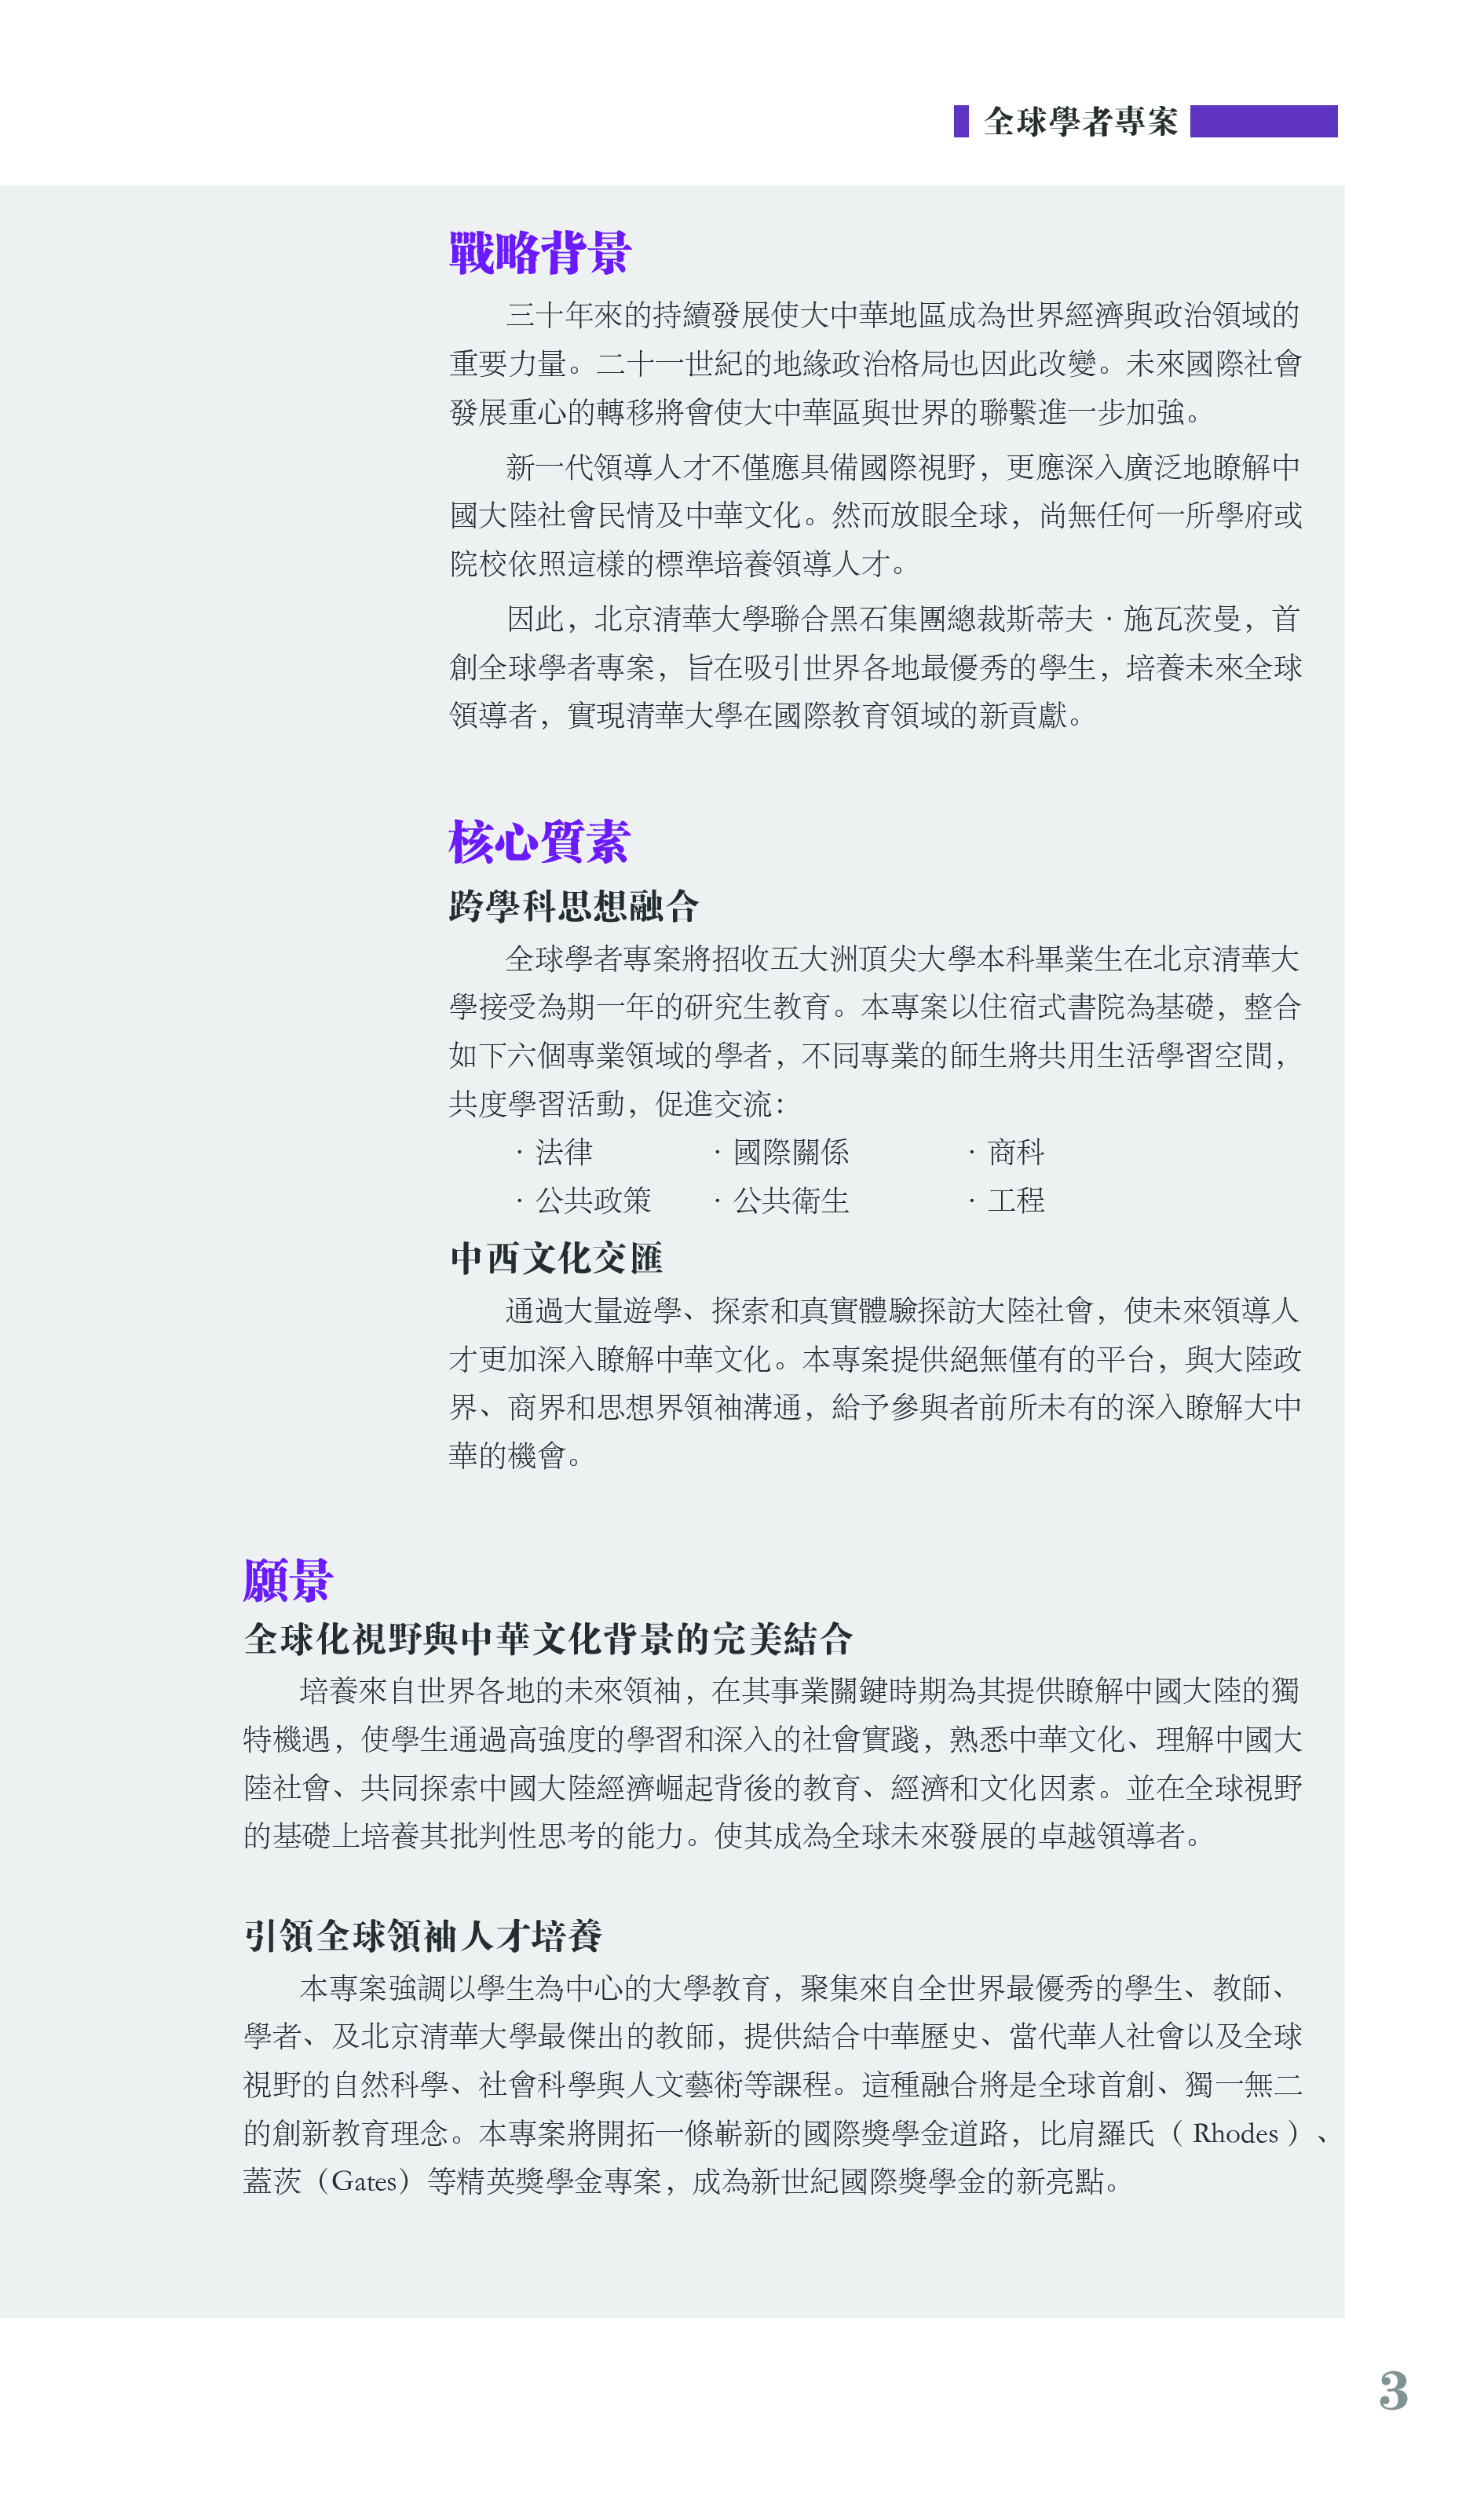 全球學者專案
戰略背景
三十年來的持續發展使大中華地區成為世界經濟與政治領域的
重要力量。二十一世紀的地緣政治格局也因此改變。未來國際社會
發展重心的轉移將會使大中華區與世界的聯繫進一步加強。
新一代領導人才不僅應具備國際視野，更應深入廣泛地瞭解中
國大陸社會民情及中華文化。然而放眼全球，尚無任何一所學府或
院校依照這樣的標準培養領導人才。
因此，北京清華大學聯合黑石集團總裁斯蒂夫·施瓦茨曼，首
創全球學者專案，旨在吸引世界各地最優秀的學生，培養未來全球
領導者，實現清華大學在國際教育領域的新貢獻。
核心質素
跨學科思想融合
全球學者專案將招收五大洲頂尖大學本科畢業生在北京清華大
學接受為期一年的研究生教育。本專案以住宿式書院為基礎，整合
如下六個專業領域的學者，不同專業的師生將共用生活學習空間，
共度學習活動，促進交流：
·法律 ·國際關係 ·商科
·公共政策 ·公共衛生 ·工程
中西文化交匯
通過大量遊學、探索和真實體驗探訪大陸社會，使未來領導人
才更加深入瞭解中華文化。本專案提供絕無僅有的平台，與大陸政
界、商界和思想界領袖溝通，給予參與者前所未有的深入瞭解大中
華的機會。
願景
全球化視野與中華文化背景的完美結合
培養來自世界各地的未來領袖，在其事業關鍵時期為其提供瞭解中國大陸的獨
特機遇，使學生通過高強度的學習和深入的社會實踐，熟悉中華文化、理解中國大
陸社會、共同探索中國大陸經濟崛起背後的教育、經濟和文化因素。並在全球視野
的基礎上培養其批判性思考的能力。使其成為全球未來發展的卓越領導者。
引領全球領袖人才培養
本專案強調以學生為中心的大學教育，聚集來自全世界最優秀的學生、教師、
學者、及北京清華大學最傑出的教師，提供結合中華歷史、當代華人社會以及全球
視野的自然科學、社會科學與人文藝術等課程。這種融合將是全球首創、獨一無二
的創新教育理念。本專案將開拓一條嶄新的國際獎學金道路，比肩羅氏（ Rhodes ）、
蓋茨（Gates）等精英獎學金專案，成為新世紀國際獎學金的新亮點。
3